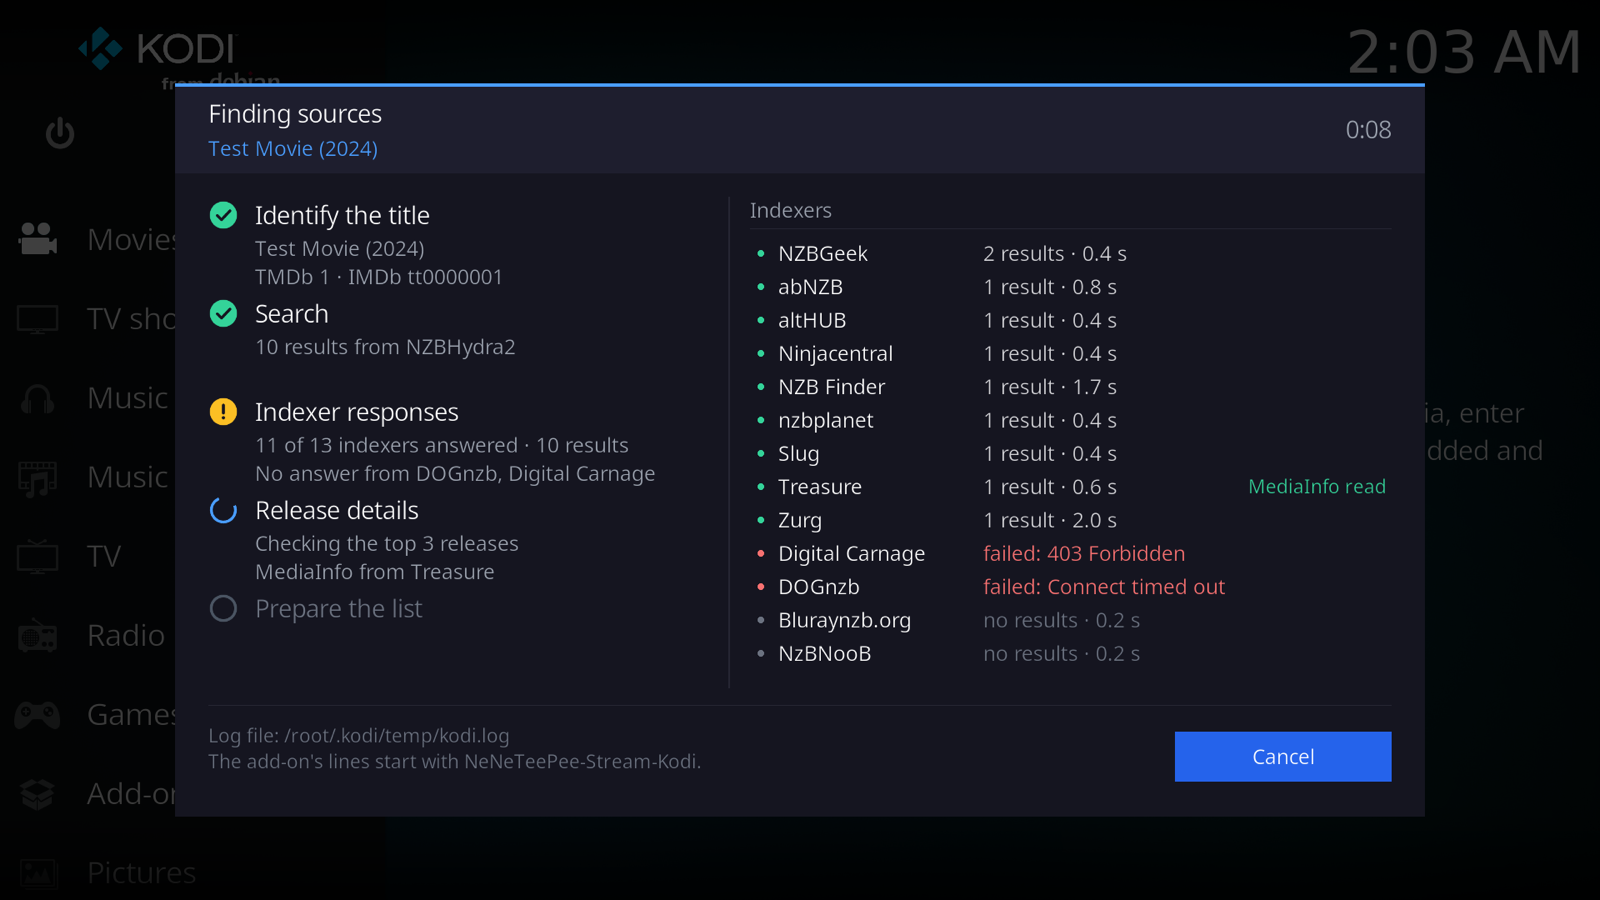 KODI
from debian
2:03 AM
Finding sources
Test Movie (2024)
0:08
Identify the title
Test Movie (2024)
TMDb 1 · IMDb tt0000001
Search
10 results from NZBHydra2
Indexer responses
11 of 13 indexers answered · 10 results
No answer from DOGnzb, Digital Carnage
Release details
Checking the top 3 releases
MediaInfo from Treasure
Prepare the list
Indexers
NZBGeek 2 results · 0.4 s
abNZB 1 result · 0.8 s
altHUB 1 result · 0.4 s
Ninjacentral 1 result · 0.4 s
NZB Finder 1 result · 1.7 s
nzbplanet 1 result · 0.4 s
Slug 1 result · 0.4 s
Treasure 1 result · 0.6 s MediaInfo read
Zurg 1 result · 2.0 s
Digital Carnage failed: 403 Forbidden
DOGnzb failed: Connect timed out
Bluraynzb.org no results · 0.2 s
NzBNooB no results · 0.2 s
Log file: /root/.kodi/temp/kodi.log
The add-on's lines start with NeNeTeePee-Stream-Kodi.
Cancel
Movies
TV sho
Music
Music
TV
Radio
Games
Add-o
Pictures
ia, enter
dded and